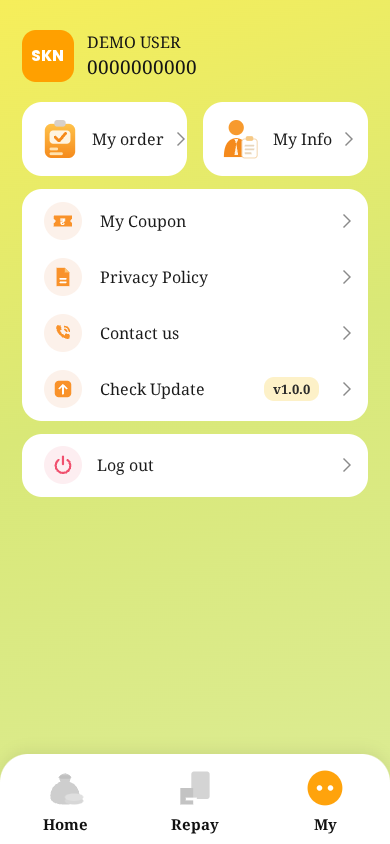 SKN
DEMO USER
0000000000
My order
My Info
My Coupon
Privacy Policy
Contact us
Check Update
v1.0.0
Log out
Home
Repay
My